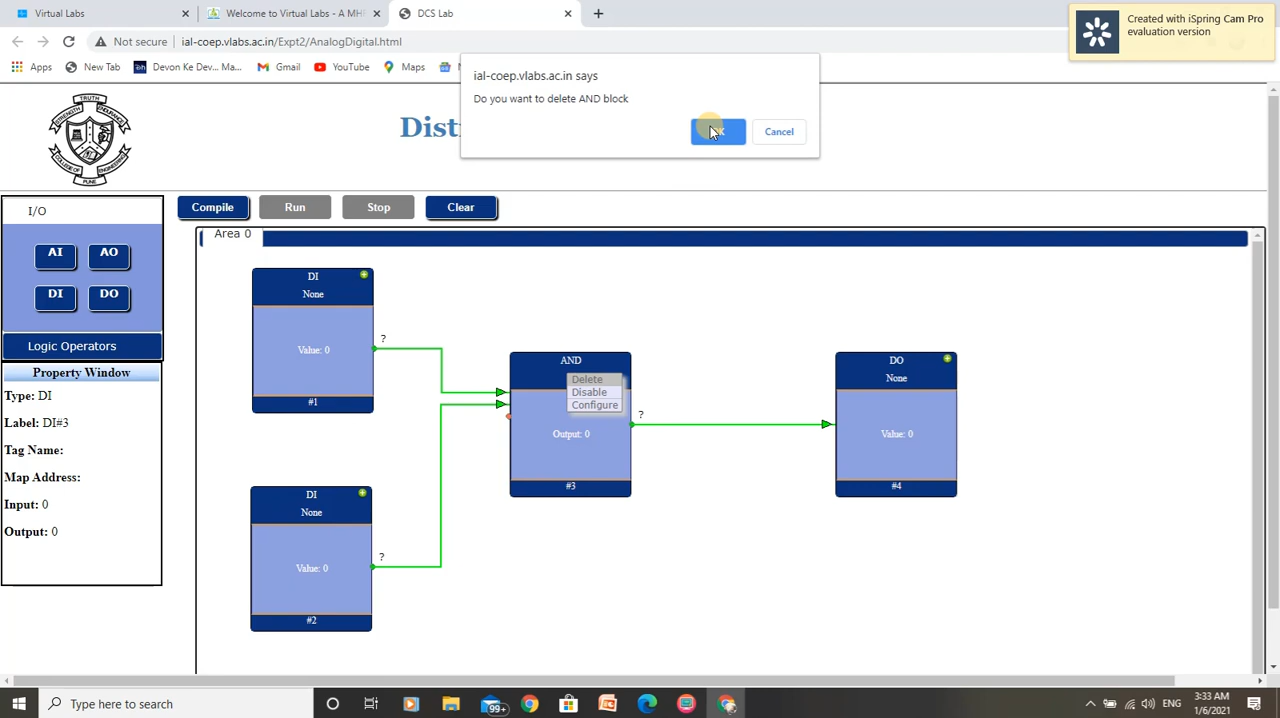 Virtual Labs
Welcome to Virtual Labs - A MHI
DCS Lab
Created with iSpring Cam Pro
evaluation version
Not secure
ial-coep.vlabs.ac.in/Expt2/AnalogDigital.html
Apps
New Tab
Devon Ke Dev... Ma...
Gmail
YouTube
Maps
ial-coep.vlabs.ac.in says
Do you want to delete AND block
Cancel
Dist
I/O
Compile
Run
Stop
Clear
AI
AO
DI
DO
Logic Operators
Property Window
Type: DI
Label: DI#3
Tag Name:
Map Address:
Input: 0
Output: 0
Area 0
DI
None
Value: 0
#1
?
DI
None
Value: 0
#2
?
AND
Delete
Disable
Configure
Output: 0
#3
?
DO
None
Value: 0
#4
Type here to search
99+
ENG
3:33 AM
1/6/2021